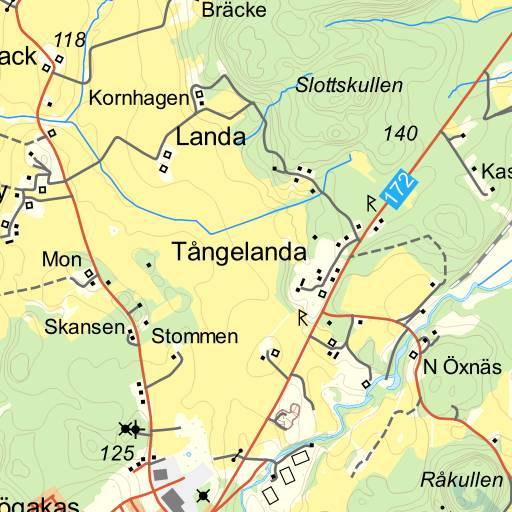 Bräcke
118
ack
Slottskullen
Kornhagen
Landa
140
Kas
172
R
y
Tångelanda
Mon
R
Skansen
Stommen
N Öxnäs
125
Råkullen
ögakas